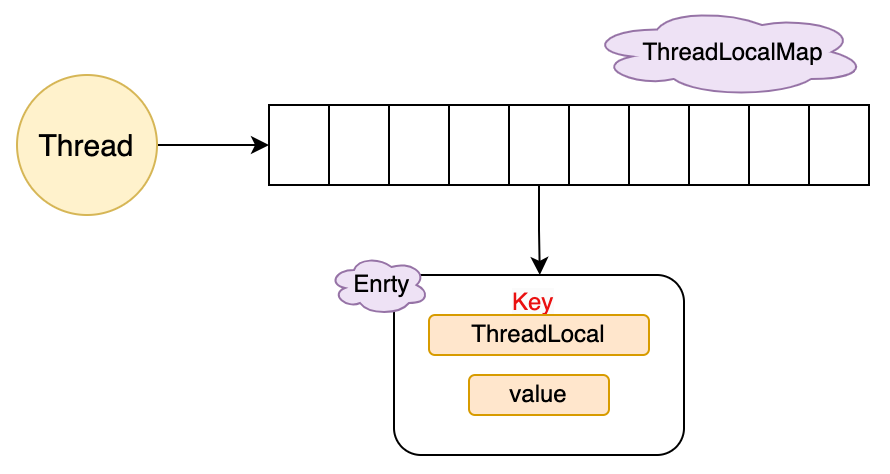 ThreadLocalMap
Thread
Enrty
Key
ThreadLocal
value